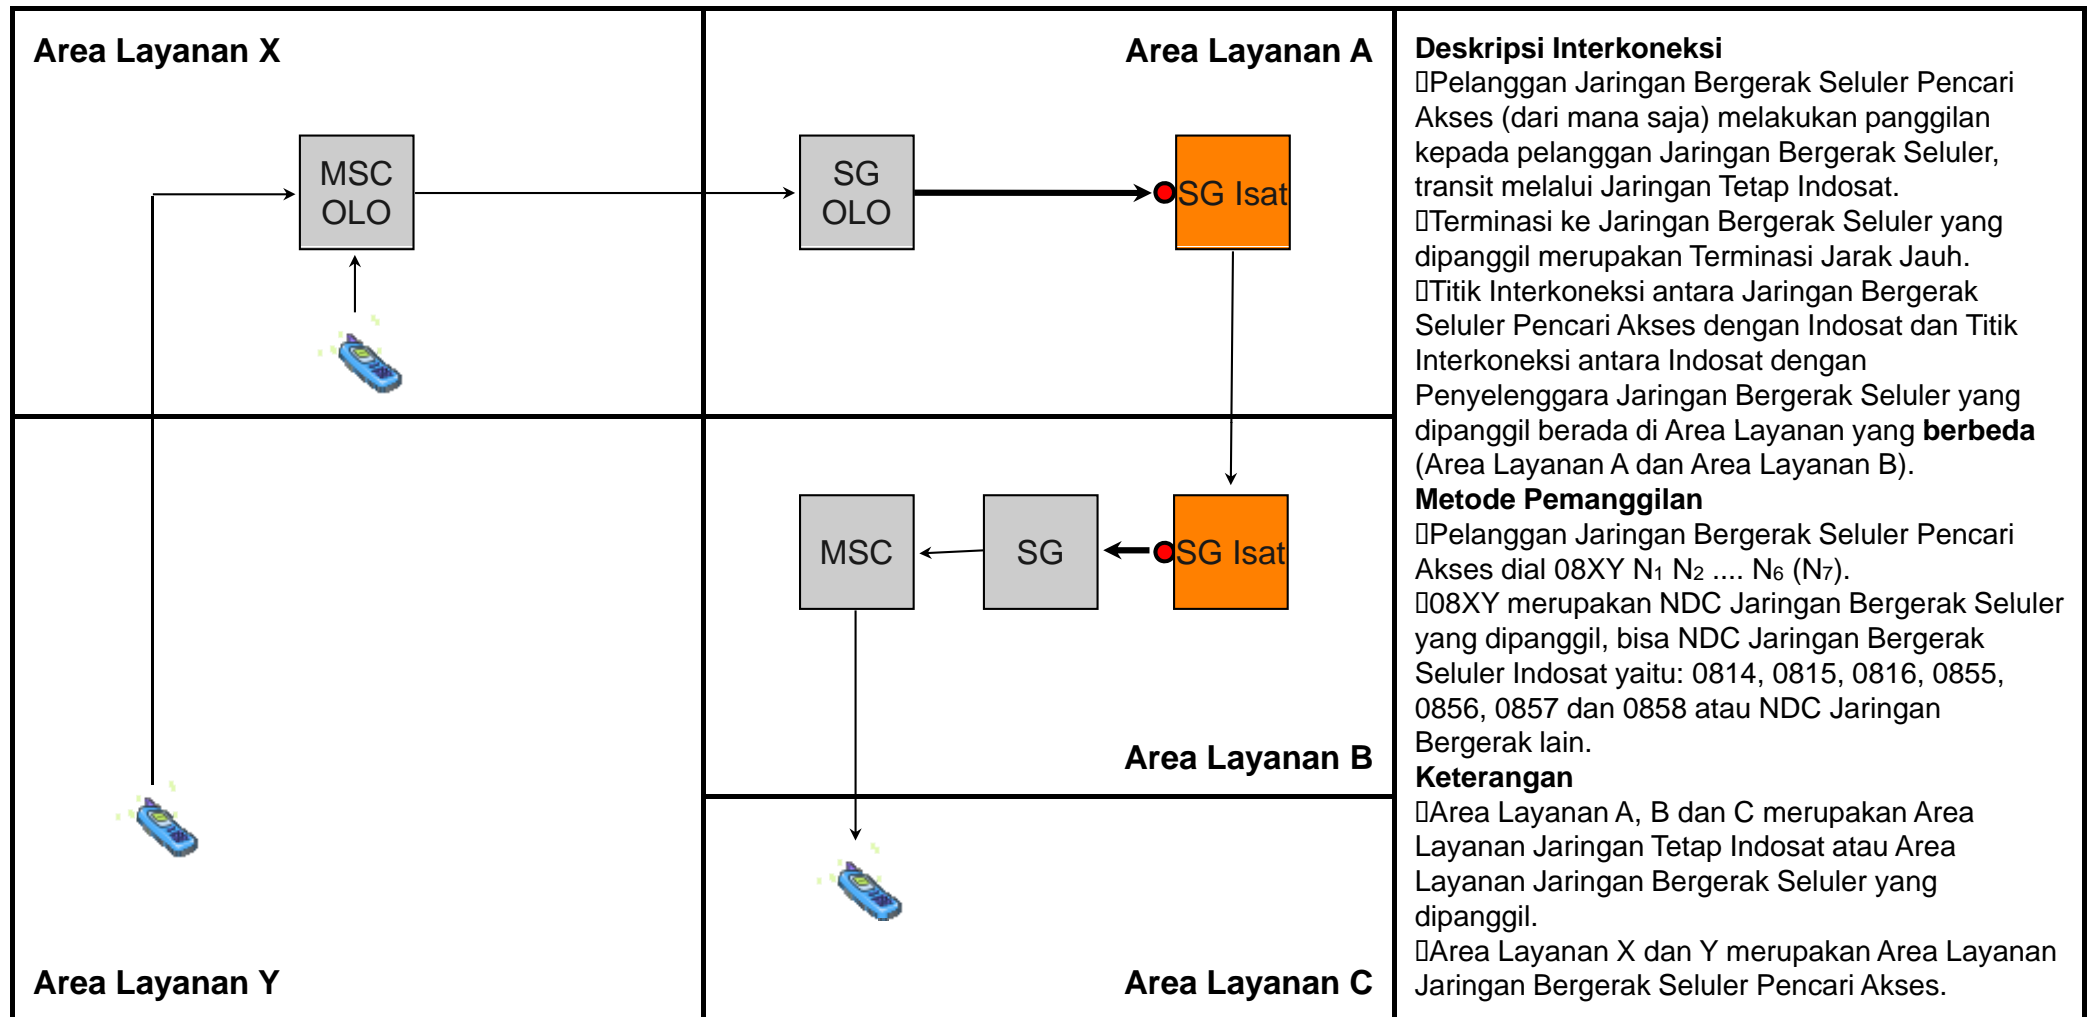 Area Layanan X
Area Layanan A
MSC
OLO
SG
OLO
SG Isat
MSC
SG
SG Isat
Area Layanan B
Area Layanan Y
Area Layanan C
Deskripsi Interkoneksi
Pelanggan Jaringan Bergerak Seluler Pencari
Akses (dari mana saja) melakukan panggilan
kepada pelanggan Jaringan Bergerak Seluler,
transit melalui Jaringan Tetap Indosat.
Terminasi ke Jaringan Bergerak Seluler yang
dipanggil merupakan Terminasi Jarak Jauh.
Titik Interkoneksi antara Jaringan Bergerak
Seluler Pencari Akses dengan Indosat dan Titik
Interkoneksi antara Indosat dengan
Penyelenggara Jaringan Bergerak Seluler yang
dipanggil berada di Area Layanan yang berbeda
(Area Layanan A dan Area Layanan B).
Metode Pemanggilan
Pelanggan Jaringan Bergerak Seluler Pencari
Akses dial 08XY N₁ N₂ .... N₆ (N₇).
08XY merupakan NDC Jaringan Bergerak Seluler
yang dipanggil, bisa NDC Jaringan Bergerak
Seluler Indosat yaitu: 0814, 0815, 0816, 0855,
0856, 0857 dan 0858 atau NDC Jaringan
Bergerak lain.
Keterangan
Area Layanan A, B dan C merupakan Area
Layanan Jaringan Tetap Indosat atau Area
Layanan Jaringan Bergerak Seluler yang
dipanggil.
Area Layanan X dan Y merupakan Area Layanan
Jaringan Bergerak Seluler Pencari Akses.